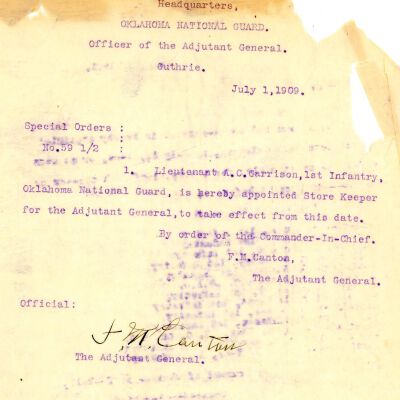 Headquarters,
OKLAHOMA NATIONAL GUARD.
Officer of the Adjutant General.
Guthrie.
July 1,1909.
Special Orders :
:
No.59 1/2 :
1. Lieutenant A.C.Garrison,1st Infantry,
Oklahoma National Guard, is hereby appointed Store Keeper
for the Adjutant General,to take effect from this date.
By order of the Commander-In-Chief.
F.M.Canton,
The Adjutant General.
Official:
F. M. Canton
The Adjutant General.